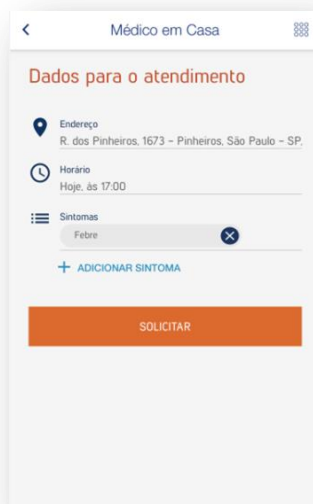 Médico em Casa
Dados para o atendimento
Endereço
R. dos Pinheiros, 1673 – Pinheiros, São Paulo – SP,
Horário
Hoje, às 17:00
Sintomas
Febre
+ ADICIONAR SINTOMA
SOLICITAR